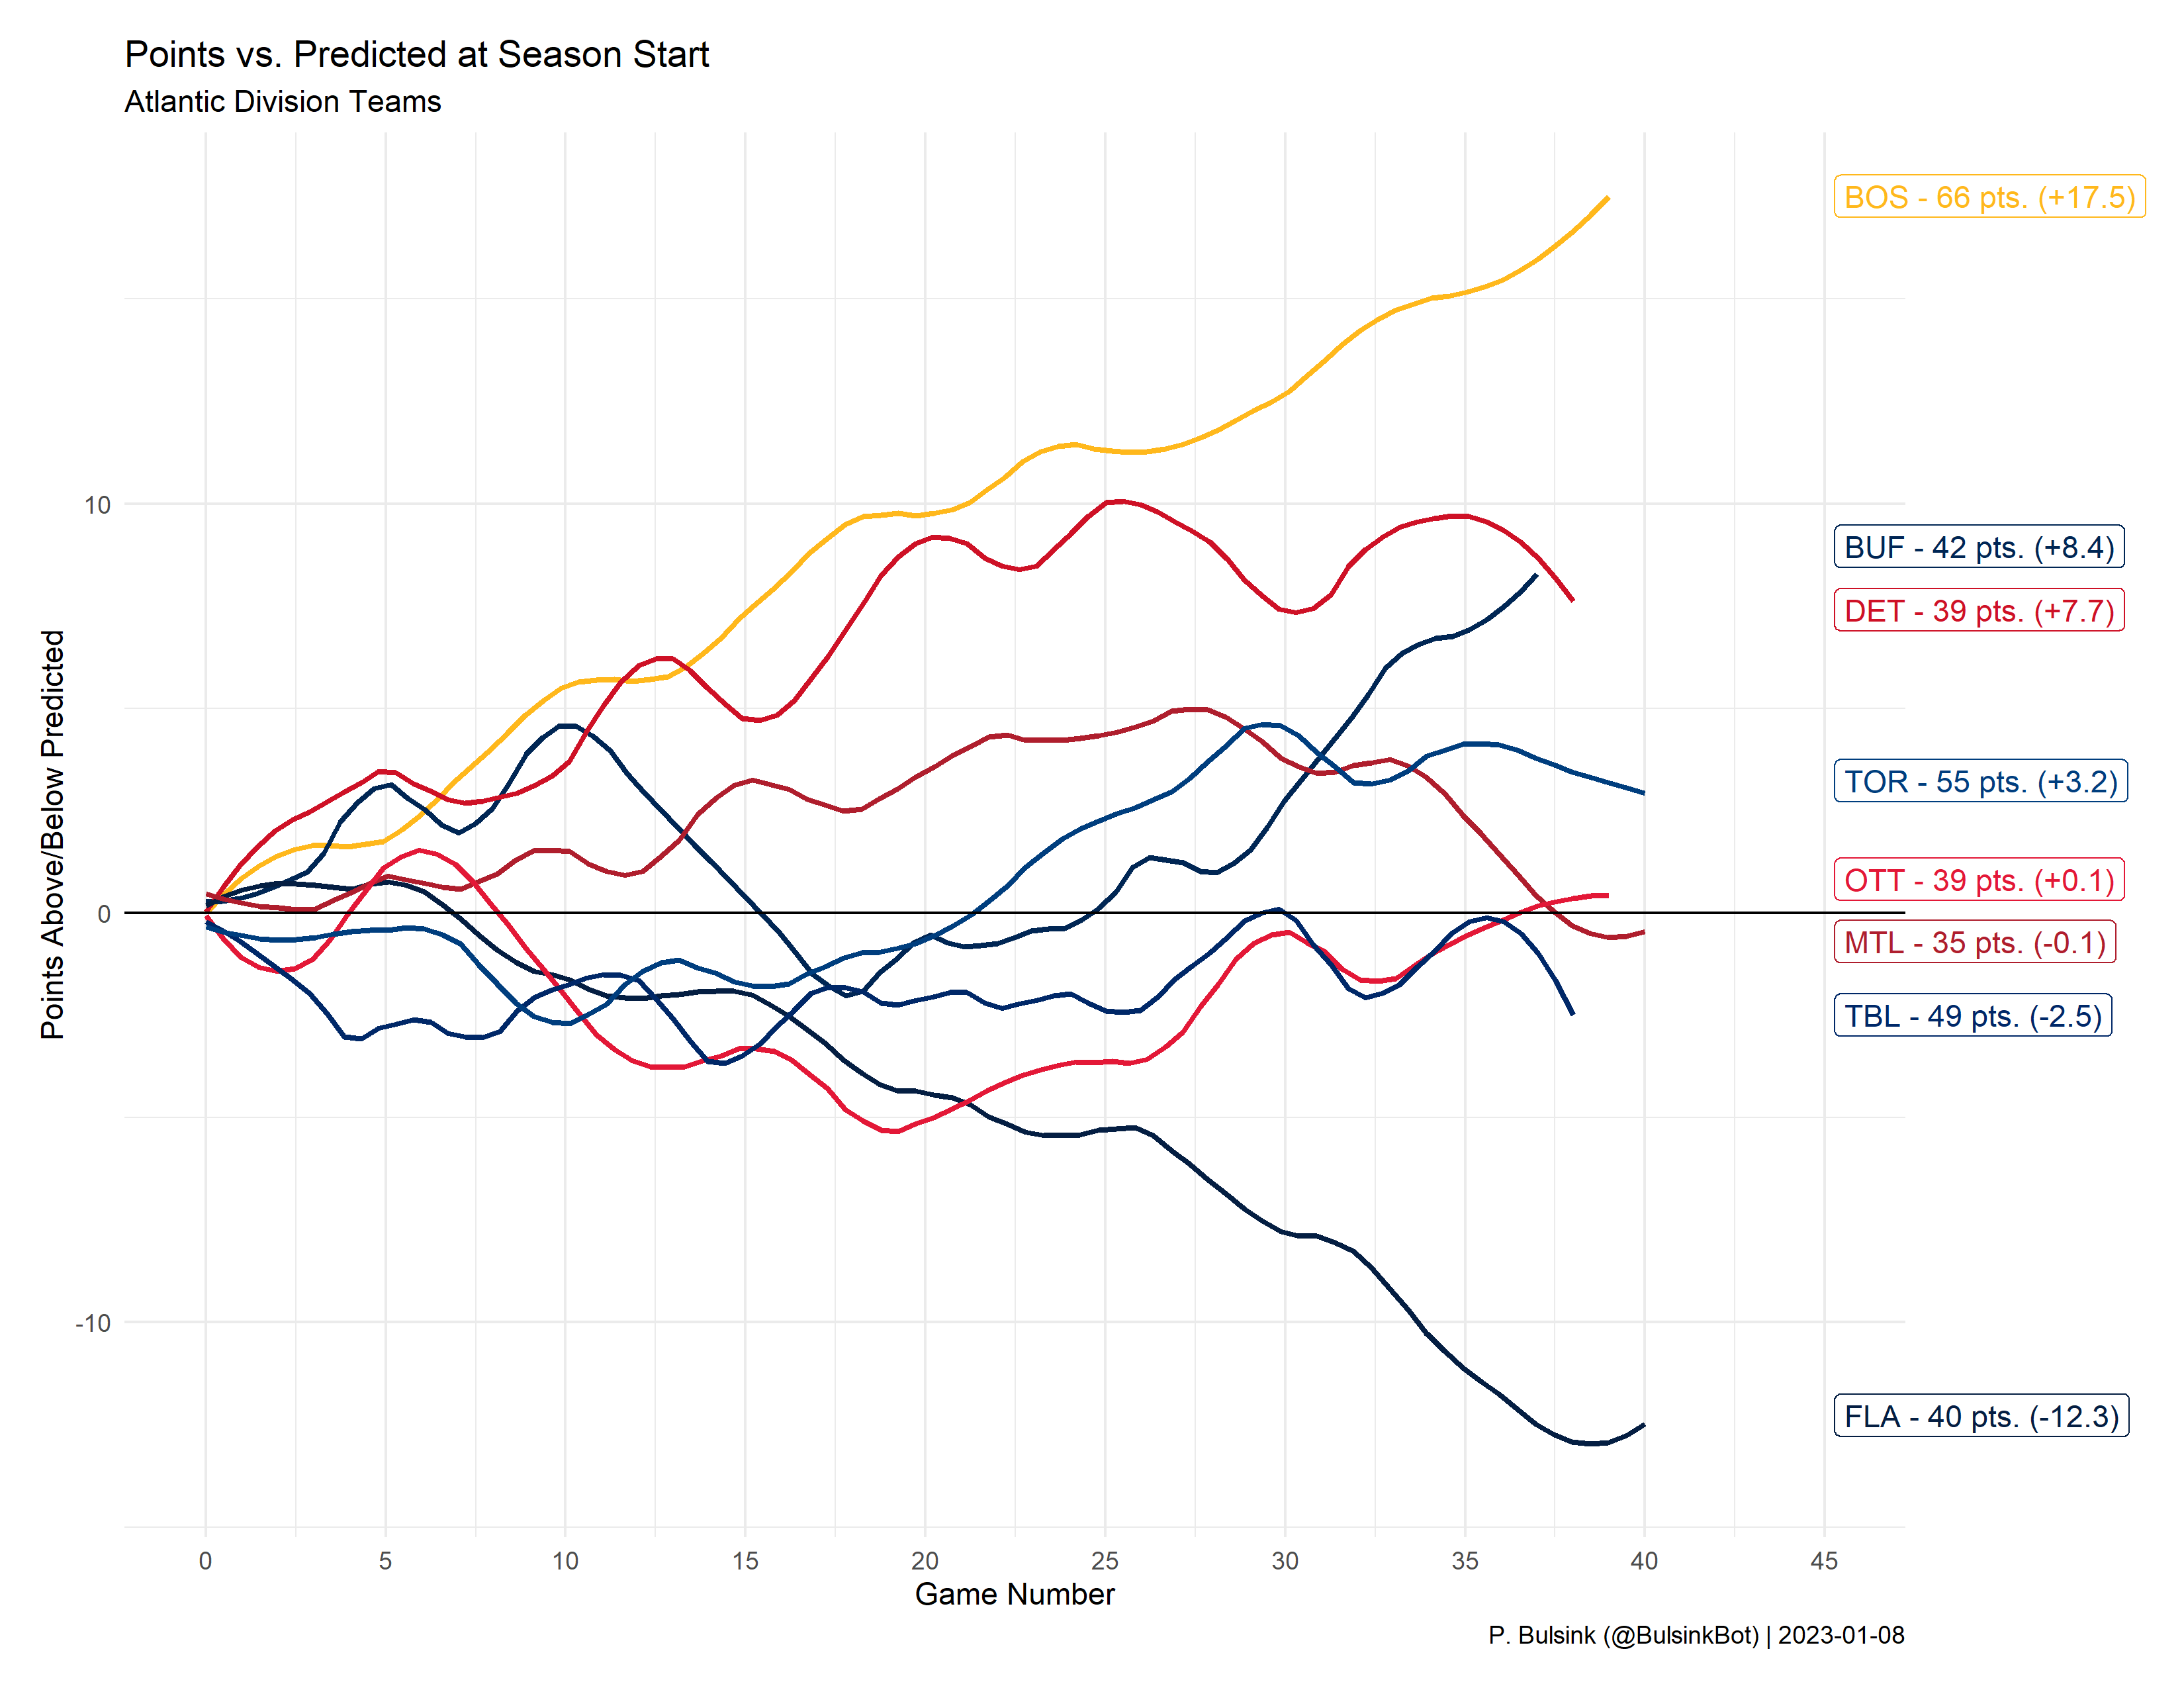 Points vs. Predicted at Season Start
Atlantic Division Teams
Points Above/Below Predicted
10
0
-10
BOS - 66 pts. (+17.5)
BUF - 42 pts. (+8.4)
DET - 39 pts. (+7.7)
TOR - 55 pts. (+3.2)
OTT - 39 pts. (+0.1)
MTL - 35 pts. (-0.1)
TBL - 49 pts. (-2.5)
FLA - 40 pts. (-12.3)
0 5 10 15 20 25 30 35 40 45
Game Number
P. Bulsink (@BulsinkBot) | 2023-01-08